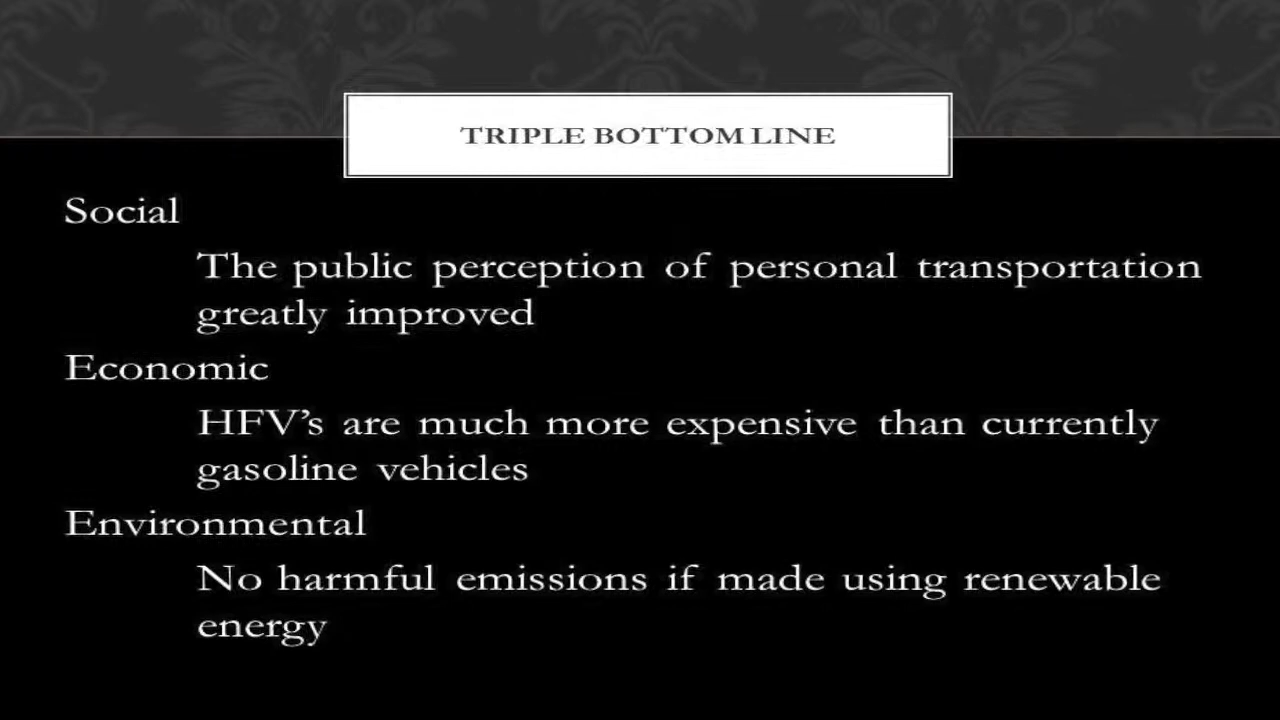 TRIPLE BOTTOM LINE
Social
The public perception of personal transportation
greatly improved
Economic
HFV’s are much more expensive than currently
gasoline vehicles
Environmental
No harmful emissions if made using renewable
energy